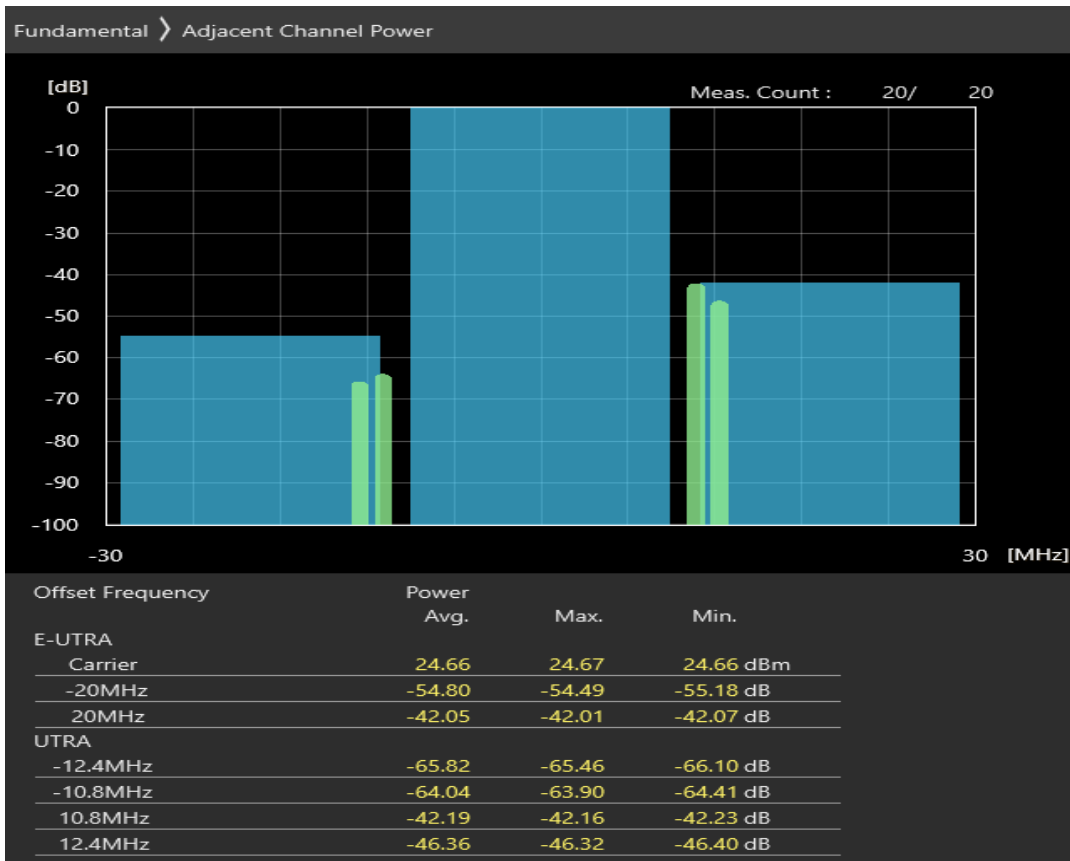 Fundamental 〉 Adjacent Channel Power
[dB]
Meas. Count : 20/ 20
0
-10
-20
-30
-40
-50
-60
-70
-80
-90
-100
-30 30 [MHz]
Offset Frequency Power
Avg. Max. Min.
E-UTRA
Carrier 24.66 24.67 24.66 dBm
-20MHz -54.80 -54.49 -55.18 dB
20MHz -42.05 -42.01 -42.07 dB
UTRA
-12.4MHz -65.82 -65.46 -66.10 dB
-10.8MHz -64.04 -63.90 -64.41 dB
10.8MHz -42.19 -42.16 -42.23 dB
12.4MHz -46.36 -46.32 -46.40 dB